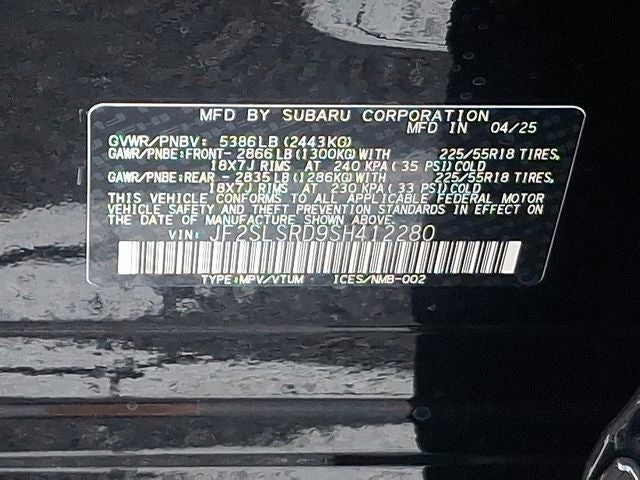 MFD BY SUBARU CORPORATION
MFD IN 04/25
GVWR/PNBV: 5386LB (2443KG)
GAWR/PNBE:FRONT- 2866LB (1300KG) WITH 225/55R18 TIRES,
18X7J RIMS AT 240 KPA (35 PSI) COLD
GAWR/PNBE:REAR - 2835LB (1286KG) WITH 225/55R18 TIRES,
18X7J RIMS AT 230 KPA (33 PSI) COLD
THIS VEHICLE CONFORMS TO ALL APPLICABLE FEDERAL MOTOR
VEHICLE SAFETY AND THEFT PREVENTION STANDARDS IN EFFECT ON
THE DATE OF MANUFACTURE SHOWN ABOVE.
VIN: JF2SLSRD9SH412280
TYPE:MPV/VTUM ICES/NMB-002